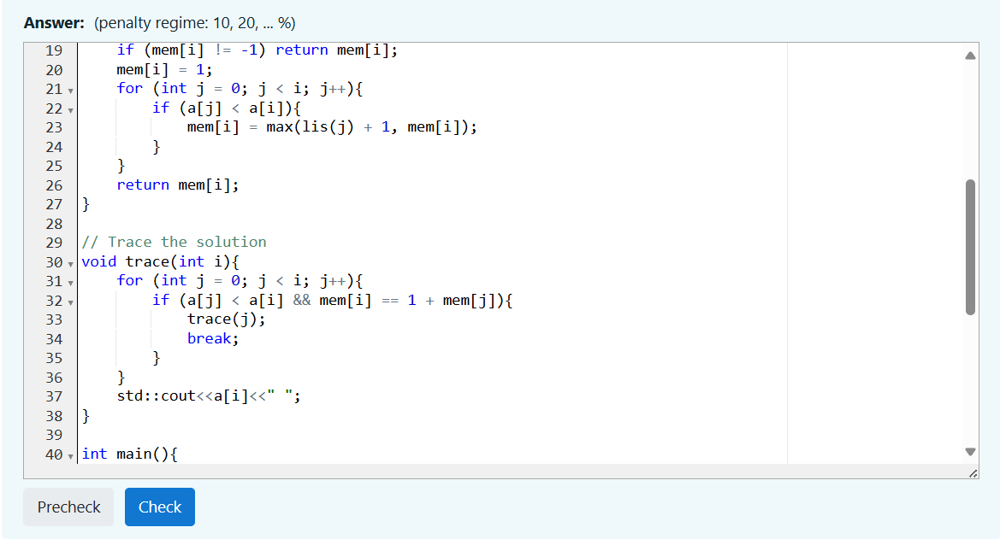 Answer: (penalty regime: 10, 20, ... %)
19 if (mem[i] != -1) return mem[i];
20 mem[i] = 1;
21 for (int j = 0; j < i; j++){
22 if (a[j] < a[i]){
23 mem[i] = max(lis(j) + 1, mem[i]);
24 }
25 }
26 return mem[i];
27 }
28
29 // Trace the solution
30 void trace(int i){
31 for (int j = 0; j < i; j++){
32 if (a[j] < a[i] && mem[i] == 1 + mem[j]){
33 trace(j);
34 break;
35 }
36 }
37 std::cout<<a[i]<<" ";
38 }
39
40 int main(){
Precheck Check